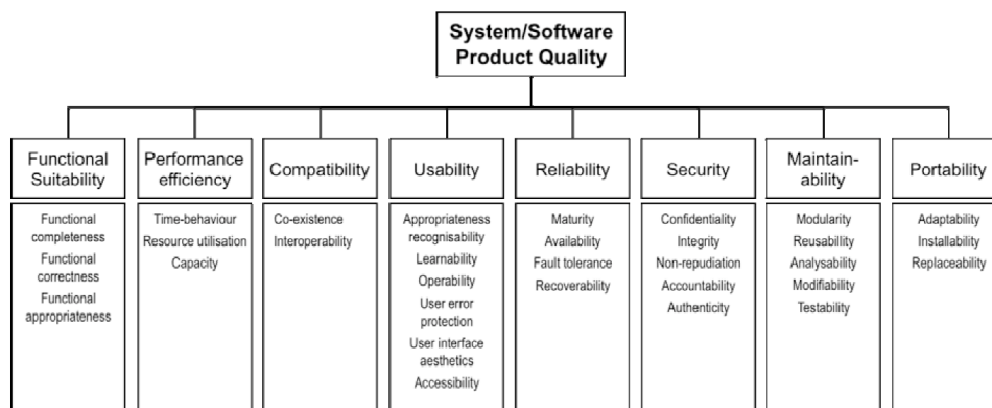 System/Software
Product Quality
Functional
Suitability
Performance
efficiency
Compatibility
Usability
Reliability
Security
Maintain-
ability
Portability
Functional
completeness
Functional
correctness
Functional
appropriateness
Time-behaviour
Resource utilisation
Capacity
Co-existence
Interoperability
Appropriateness
recognisability
Learnability
Operability
User error
protection
User interface
aesthetics
Accessibility
Maturity
Availability
Fault tolerance
Recoverability
Confidentiality
Integrity
Non-repudiation
Accountability
Authenticity
Modularity
Reusability
Analysability
Modifiability
Testability
Adaptability
Installability
Replaceability